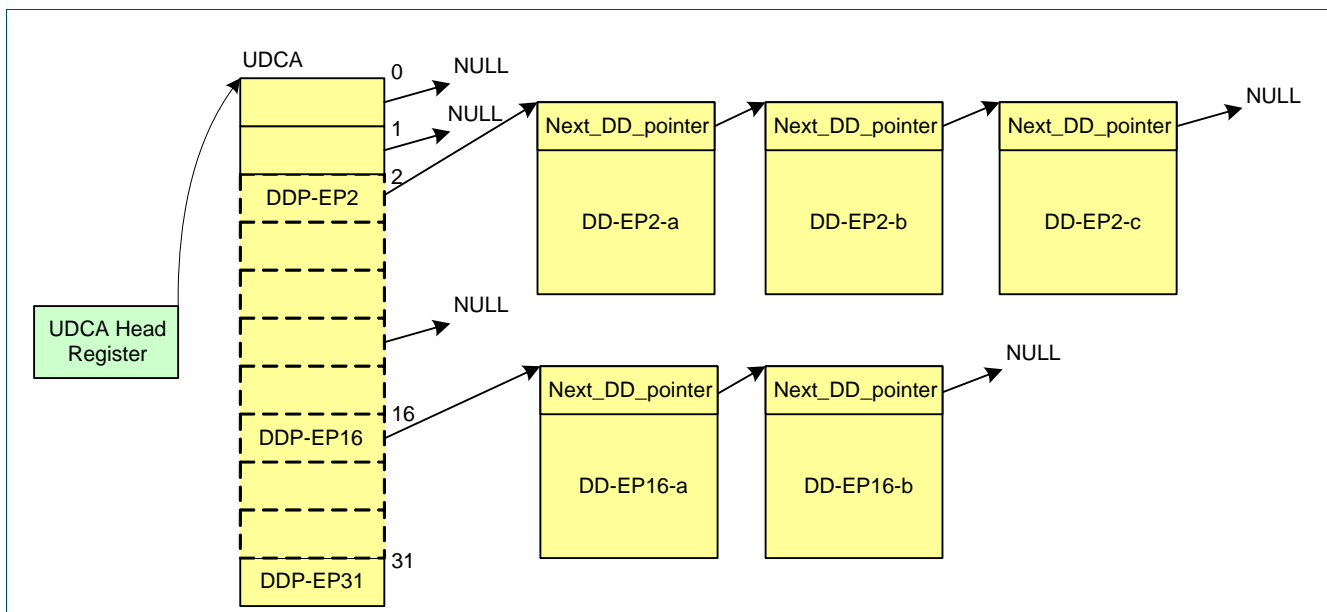 UDCA
0
NULL
1
NULL
2
DDP-EP2
Next_DD_pointer
Next_DD_pointer
Next_DD_pointer
NULL
DD-EP2-a
DD-EP2-b
DD-EP2-c
UDCA Head
Register
NULL
16
DDP-EP16
Next_DD_pointer
Next_DD_pointer
NULL
DD-EP16-a
DD-EP16-b
31
DDP-EP31